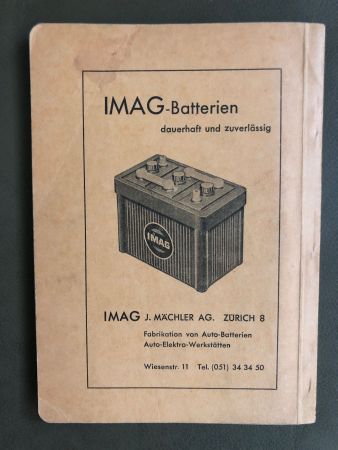 IMAG-Batterien
dauerhaft und zuverlässig
IMAG
IMAG J. MÄCHLER AG. ZÜRICH 8
Fabrikation von Auto-Batterien
Auto-Elektro-Werkstätten
Wiesenstr. 11 Tel. (051) 34 34 50